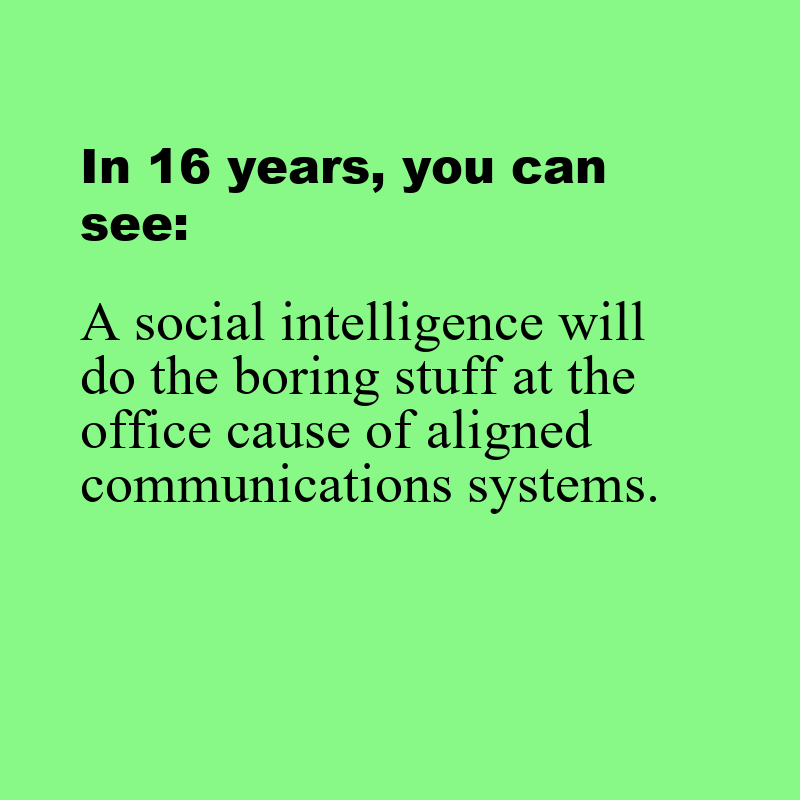 In 16 years, you can
see:
A social intelligence will
do the boring stuff at the
office cause of aligned
communications systems.